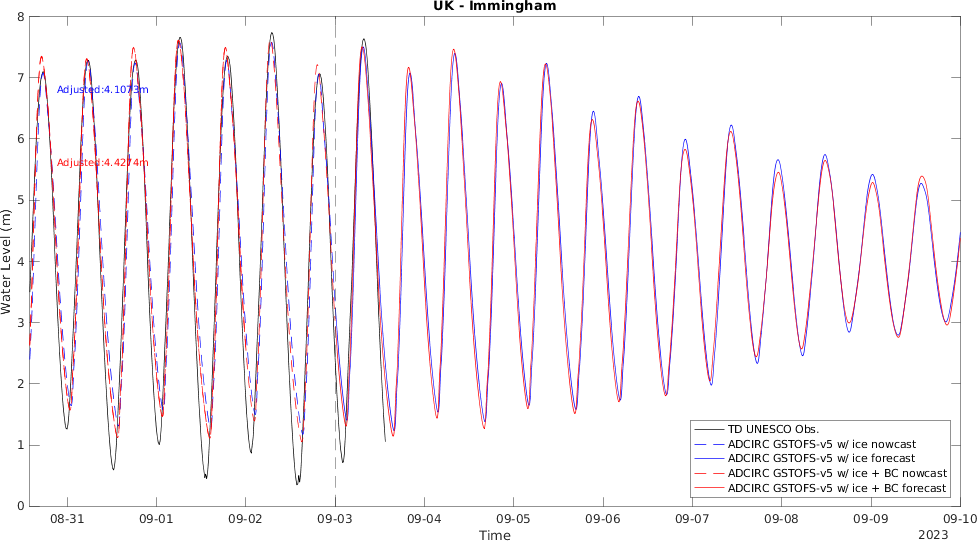 UK - Immingham
8
7
6
5
4
3
2
1
0
Water Level (m)
Adjusted:4.1073m
Adjusted:4.4274m
TD UNESCO Obs.
ADCIRC GSTOFS-v5 w/ ice nowcast
ADCIRC GSTOFS-v5 w/ ice forecast
ADCIRC GSTOFS-v5 w/ ice + BC nowcast
ADCIRC GSTOFS-v5 w/ ice + BC forecast
08-31 09-01 09-02 09-03 09-04 09-05 09-06 09-07 09-08 09-09 09-10
Time
2023